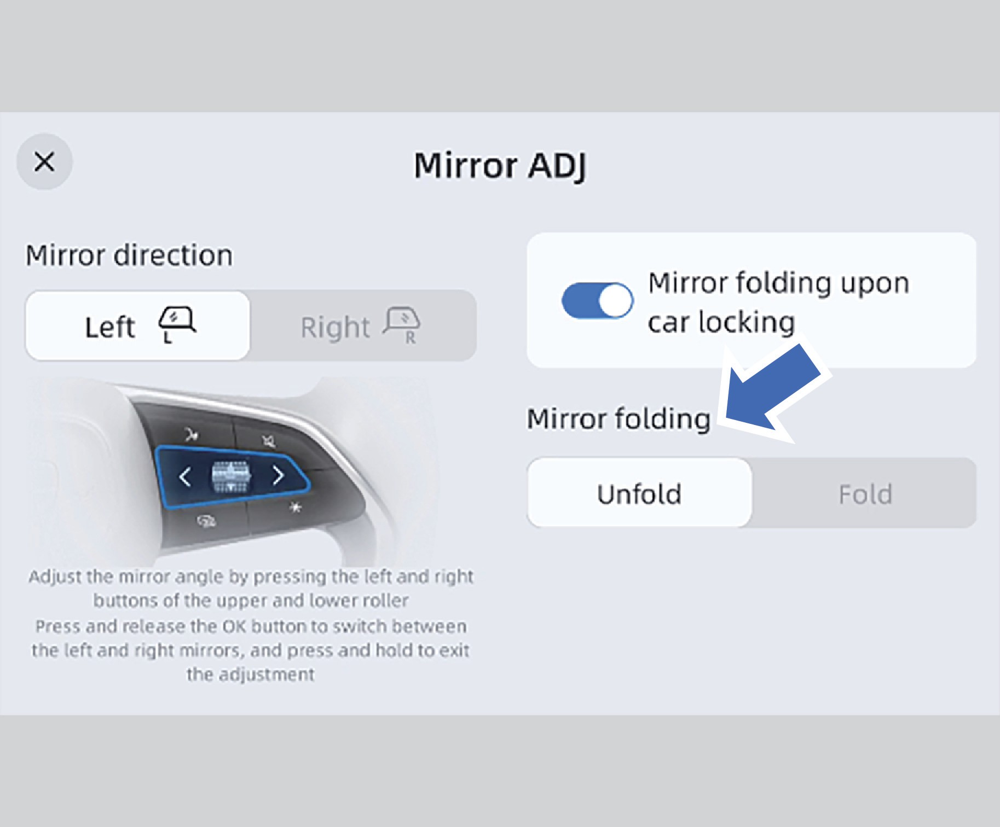 Mirror ADJ
Mirror direction
Left L
Right R
Adjust the mirror angle by pressing the left and right
buttons of the upper and lower roller
Press and release the OK button to switch between
the left and right mirrors, and press and hold to exit
the adjustment
Mirror folding upon
car locking
Mirror folding
Unfold
Fold